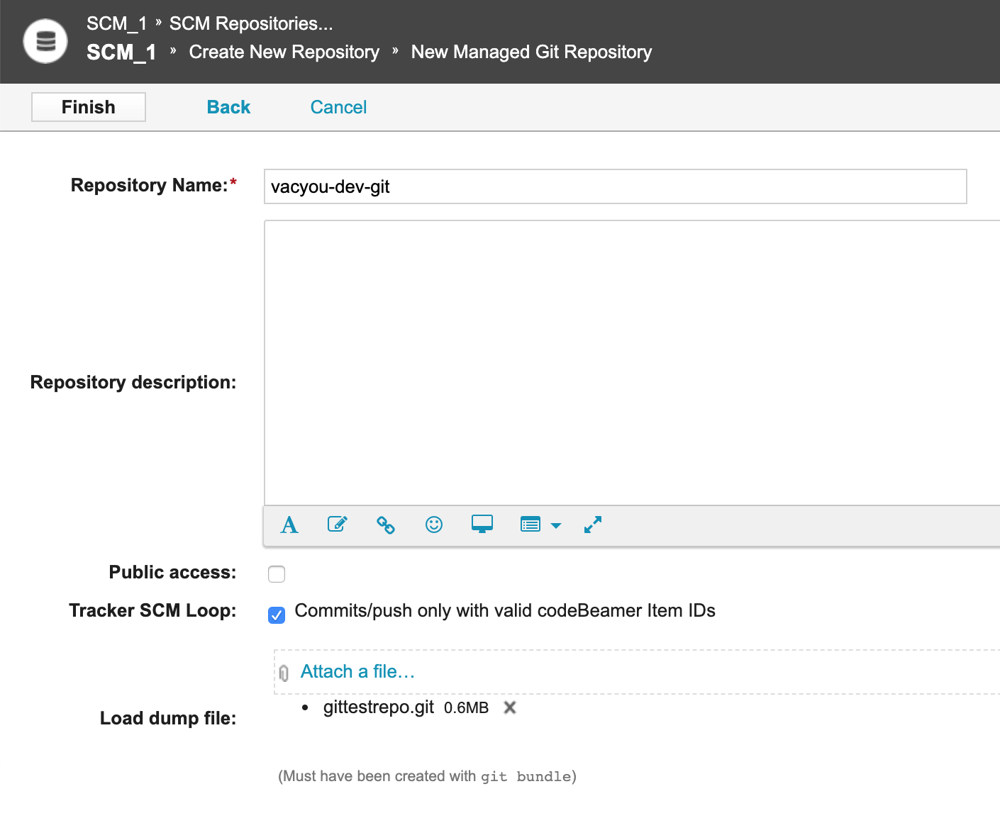 SCM_1 » SCM Repositories...
SCM_1 » Create New Repository » New Managed Git Repository
Finish Back Cancel
Repository Name:* vacyou-dev-git
Repository description:
A
Public access:
Tracker SCM Loop: Commits/push only with valid codeBeamer Item IDs
Attach a file…
• gittestrepo.git 0.6MB
Load dump file:
(Must have been created with git bundle)